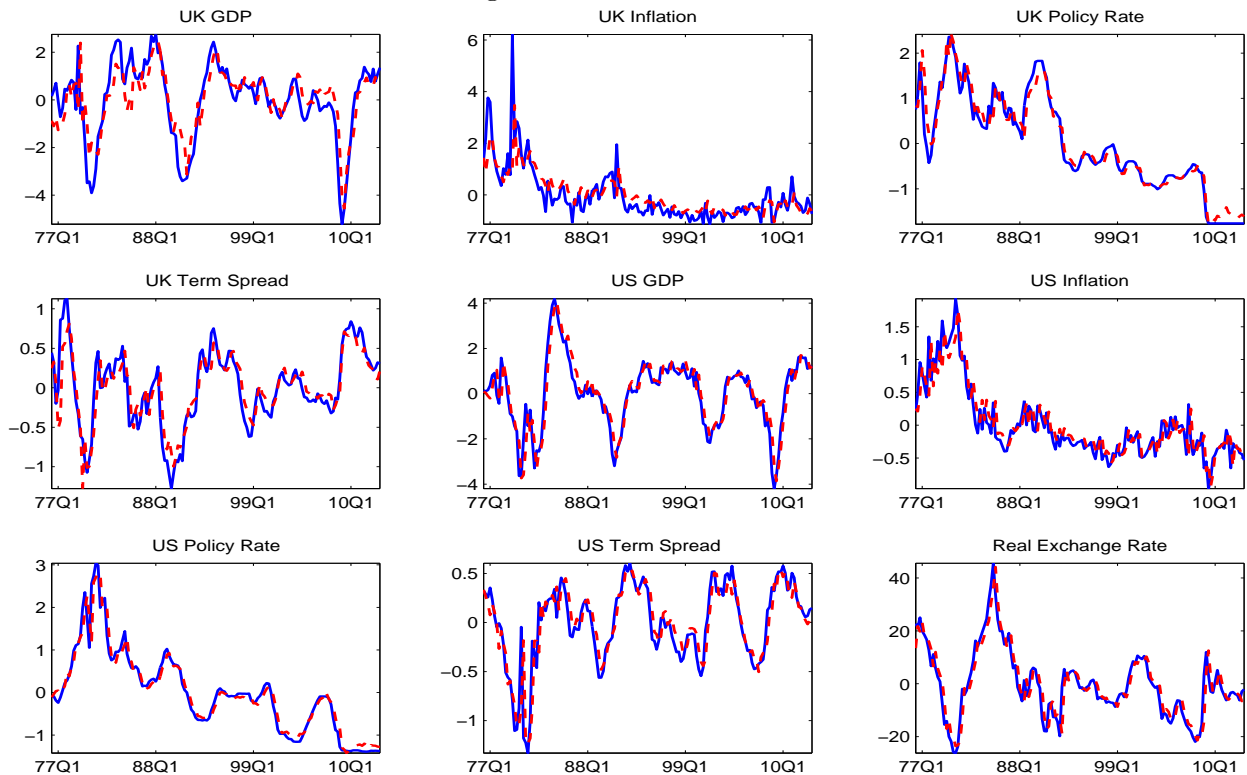 UK GDP
2
0
−2
−4
77Q1 88Q1 99Q1 10Q1
UK Inflation
6
4
2
0
77Q1 88Q1 99Q1 10Q1
UK Policy Rate
2
1
0
−1
77Q1 88Q1 99Q1 10Q1
UK Term Spread
1
0.5
0
−0.5
−1
77Q1 88Q1 99Q1 10Q1
US GDP
4
2
0
−2
−4
77Q1 88Q1 99Q1 10Q1
US Inflation
1.5
1
0.5
0
−0.5
77Q1 88Q1 99Q1 10Q1
US Policy Rate
3
2
1
0
−1
77Q1 88Q1 99Q1 10Q1
US Term Spread
0.5
0
−0.5
−1
77Q1 88Q1 99Q1 10Q1
Real Exchange Rate
40
20
0
−20
77Q1 88Q1 99Q1 10Q1